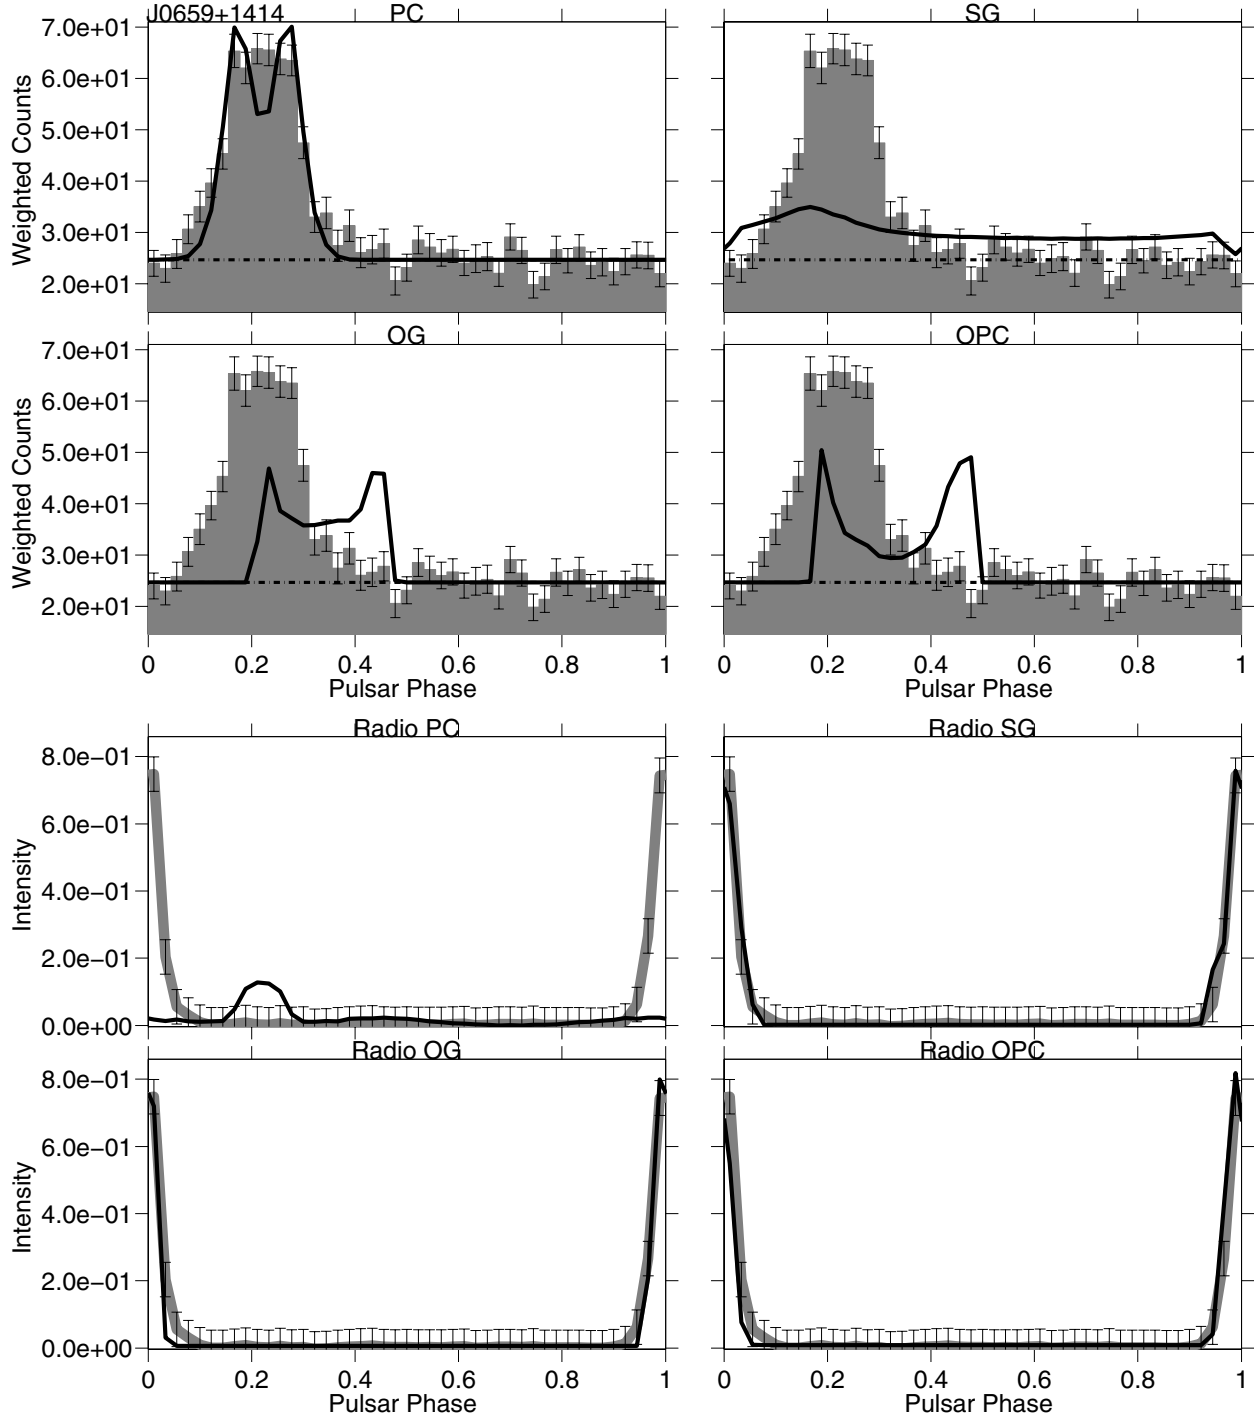 J0659+1414 PC SG
7.0e+01
6.0e+01
5.0e+01
4.0e+01
3.0e+01
2.0e+01
Weighted Counts
OG OPC
7.0e+01
6.0e+01
5.0e+01
4.0e+01
3.0e+01
2.0e+01
Weighted Counts
0 0.2 0.4 0.6 0.8 1 0 0.2 0.4 0.6 0.8 1
Pulsar Phase Pulsar Phase
Radio PC Radio SG
8.0e−01
6.0e−01
4.0e−01
2.0e−01
0.0e+00
Intensity
Radio OG Radio OPC
8.0e−01
6.0e−01
4.0e−01
2.0e−01
0.0e+00
Intensity
0 0.2 0.4 0.6 0.8 1 0 0.2 0.4 0.6 0.8 1
Pulsar Phase Pulsar Phase